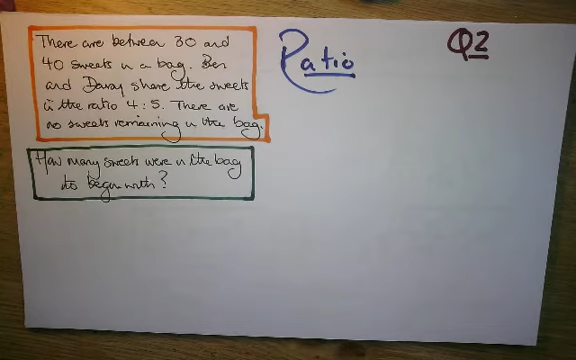 There are between 30 and
40 sweets in a bag. Ben
and Davey share the sweets
in the ratio 4 : 5. There are
no sweets remaining in the bag.
How many sweets were in the bag
to begin with?
Ratio
Q2